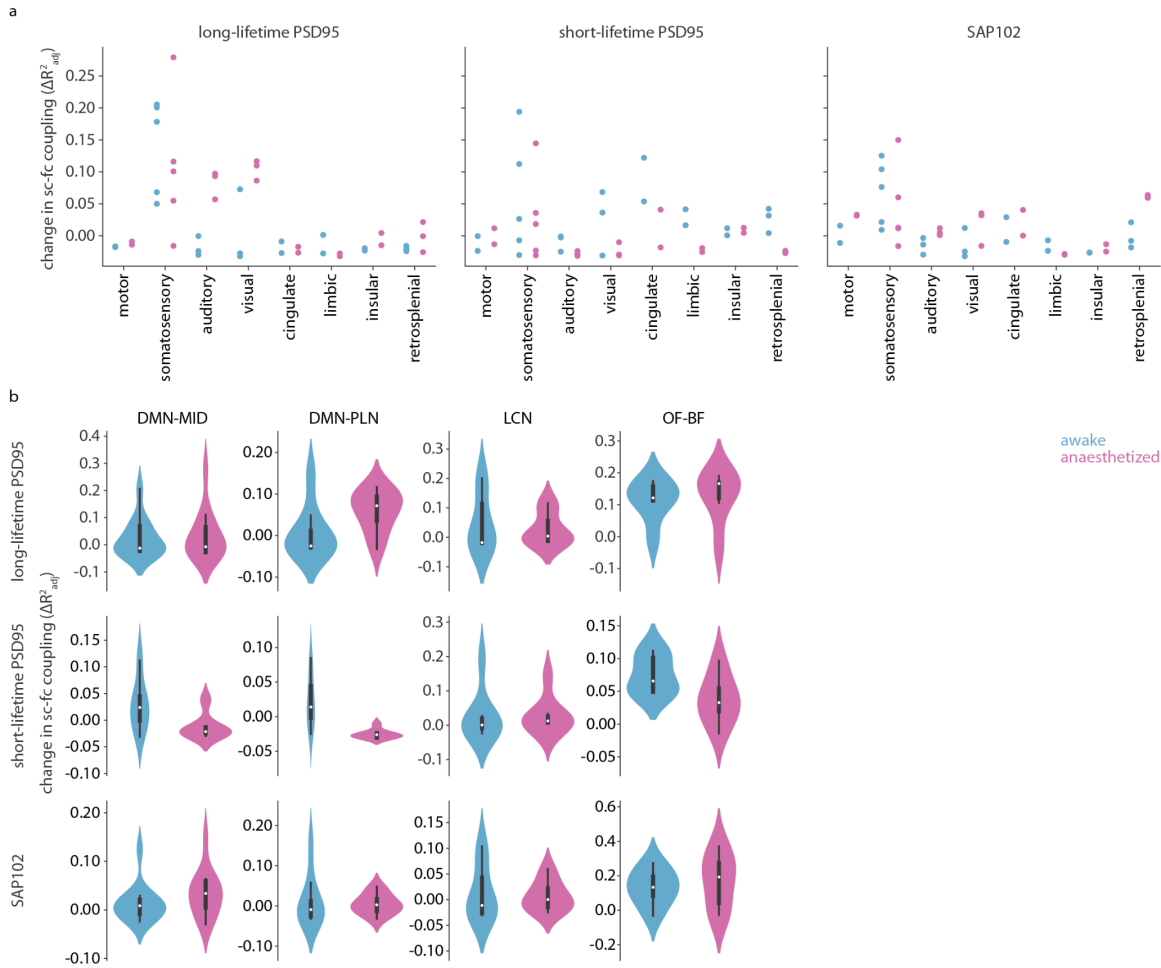 a
long-lifetime PSD95
short-lifetime PSD95
SAP102
change in sc-fc coupling (ΔR²adj)
0.25
0.20
0.15
0.10
0.05
0.00
motor
somatosensory
auditory
visual
cingulate
limbic
insular
retrosplenial
motor
somatosensory
auditory
visual
cingulate
limbic
insular
retrosplenial
motor
somatosensory
auditory
visual
cingulate
limbic
insular
retrosplenial
b
DMN-MID
DMN-PLN
LCN
OF-BF
awake
anaesthetized
change in sc-fc coupling (ΔR²adj)
long-lifetime PSD95
0.4
0.3
0.2
0.1
0.0
-0.1
0.20
0.10
0.00
-0.10
0.3
0.2
0.1
0.0
-0.1
0.3
0.2
0.1
0.0
-0.1
short-lifetime PSD95
0.15
0.10
0.05
0.00
-0.05
-0.10
0.10
0.05
0.00
-0.05
0.3
0.2
0.1
0.0
-0.1
0.15
0.10
0.05
0.00
-0.05
SAP102
0.20
0.10
0.00
-0.10
0.20
0.10
0.00
-0.10
0.15
0.10
0.05
0.00
-0.05
-0.10
0.6
0.4
0.2
0.0
-0.2